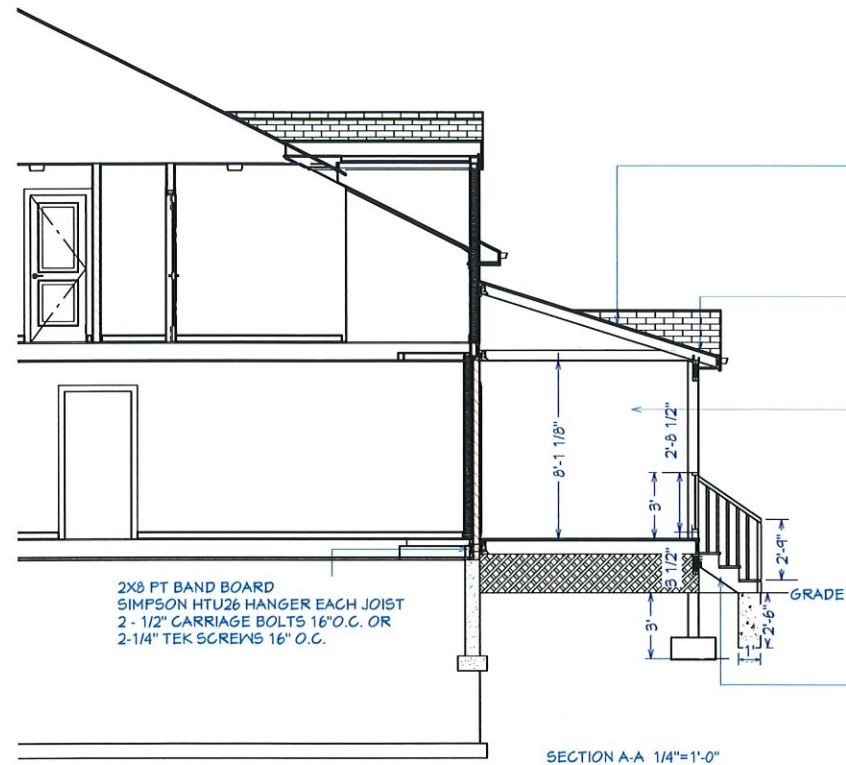 8'-1 1/8"
2'-8 1/2"
3'
3 1/2"
2'-9"
GRADE
2'-6"
3'
1'
2X8 PT BAND BOARD
SIMPSON HTU26 HANGER EACH JOIST
2 - 1/2" CARRIAGE BOLTS 16"O.C. OR
2-1/4" TEK SCREWS 16" O.C.
SECTION A-A 1/4"=1'-0"